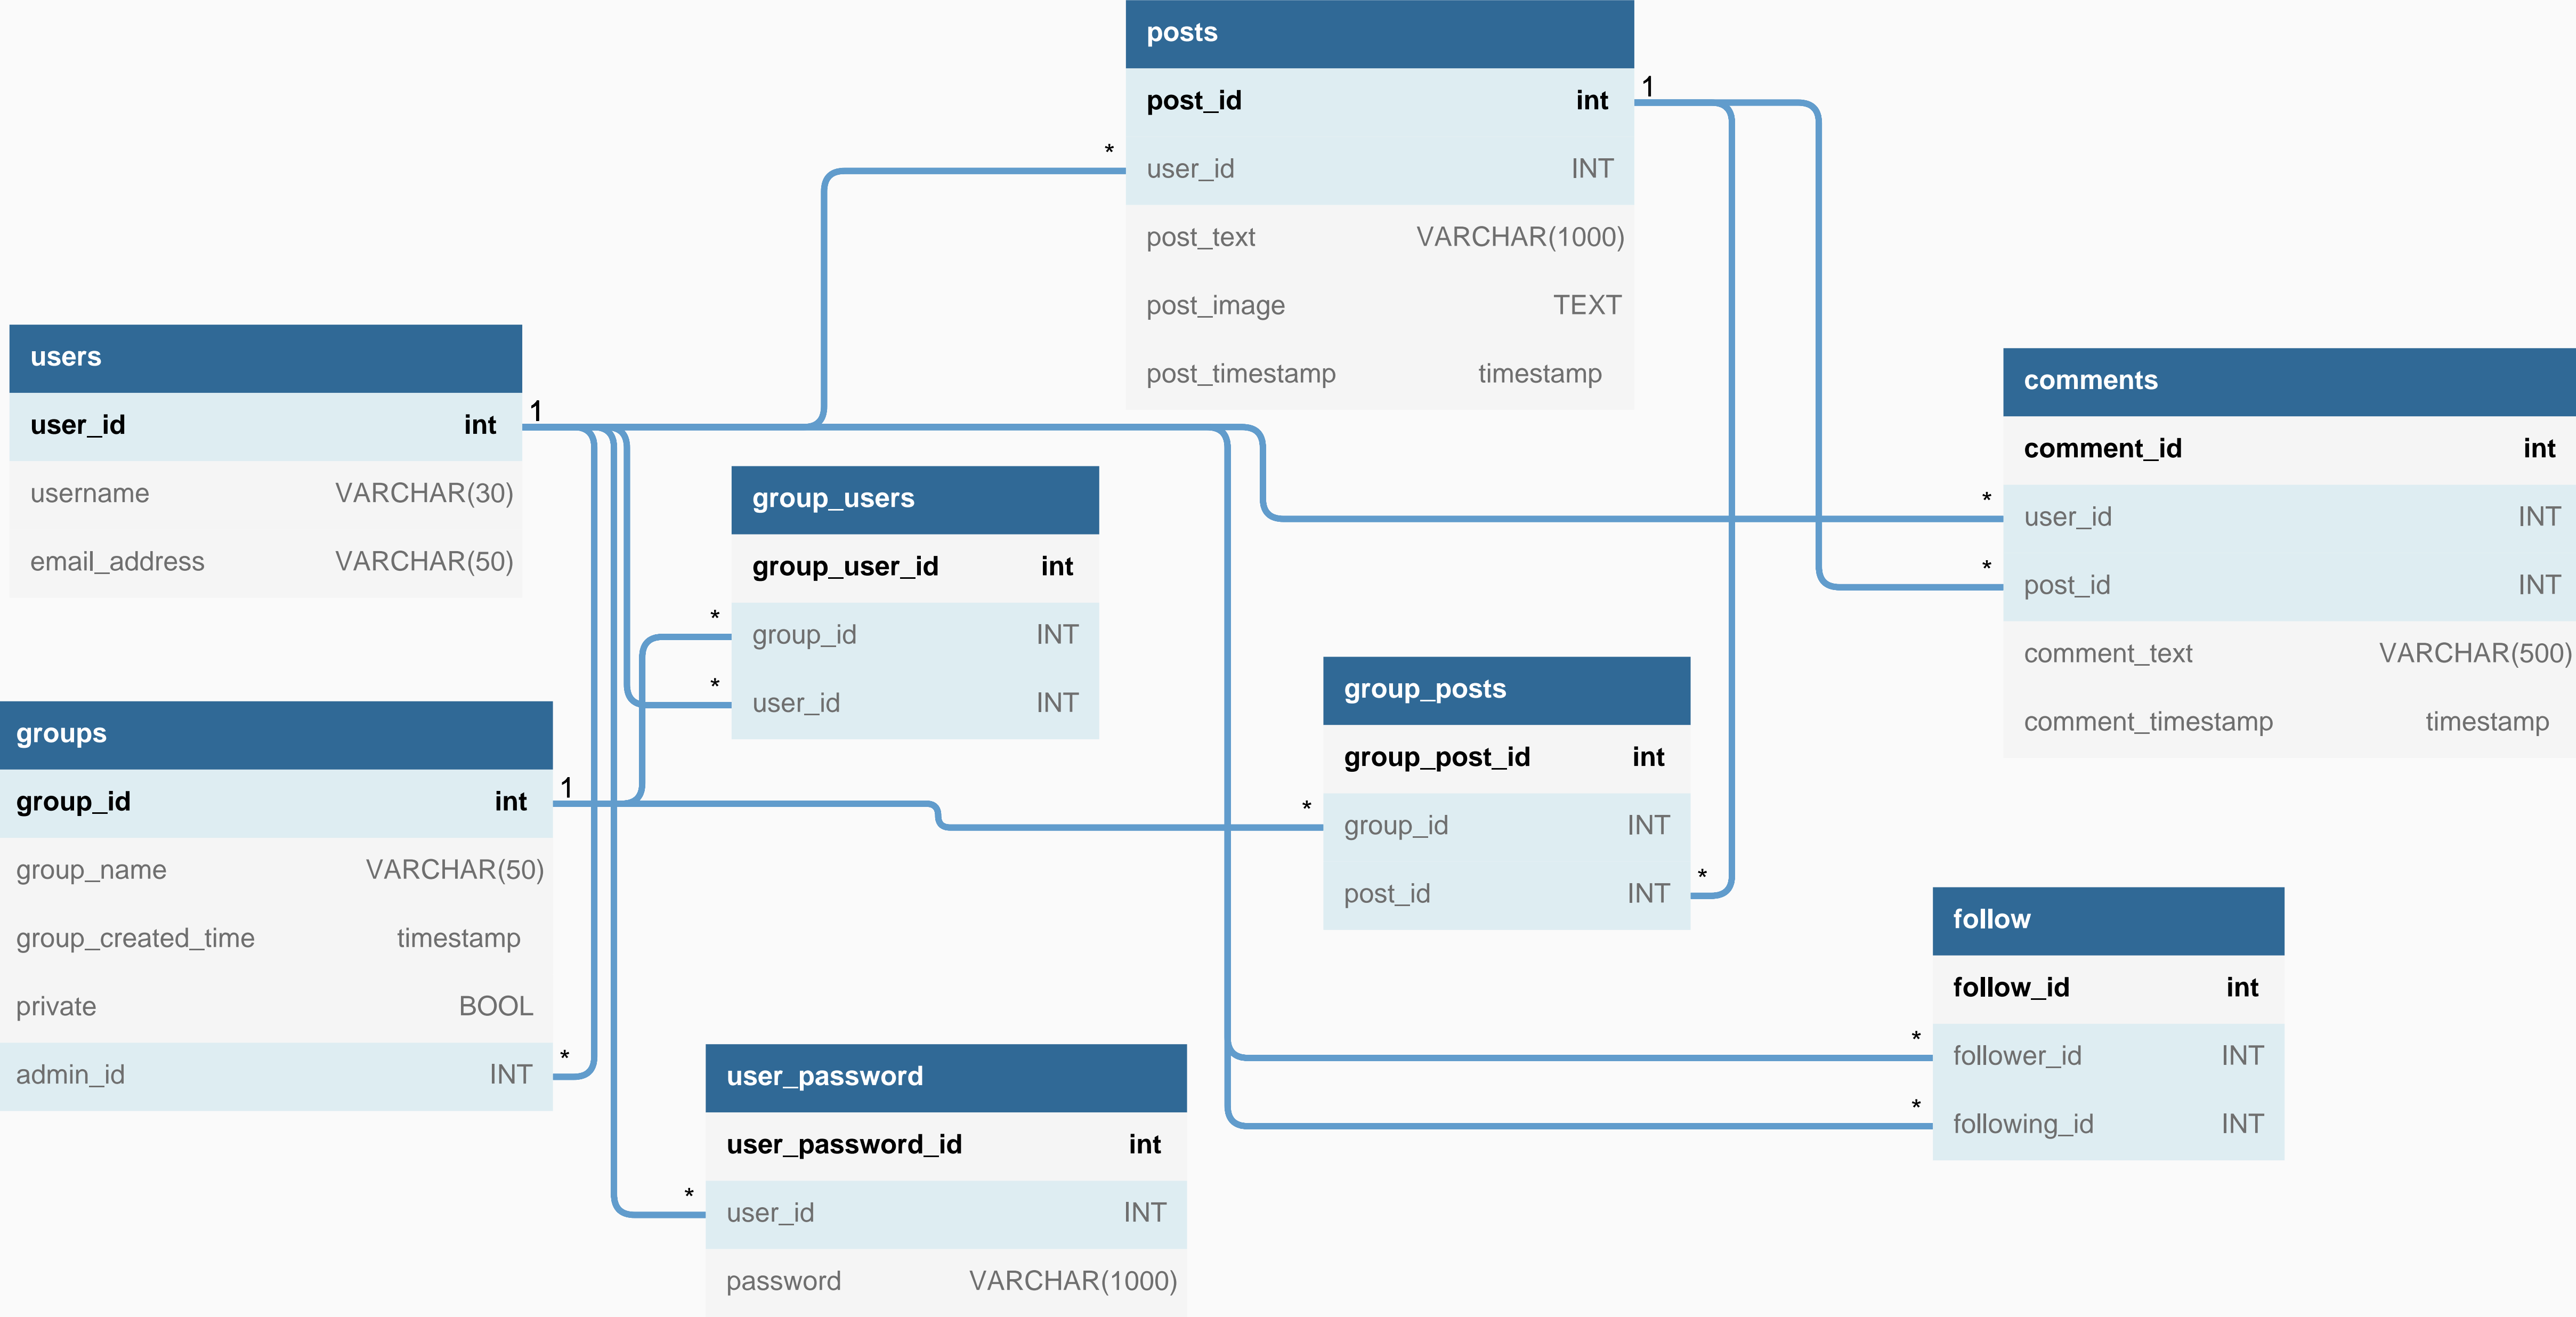 posts
post_id int
user_id INT
post_text VARCHAR(1000)
post_image TEXT
post_timestamp timestamp
1
*
users
user_id int
username VARCHAR(30)
email_address VARCHAR(50)
1
comments
comment_id int
user_id INT
post_id INT
comment_text VARCHAR(500)
comment_timestamp timestamp
*
*
group_users
group_user_id int
group_id INT
user_id INT
*
*
group_posts
group_post_id int
group_id INT
post_id INT
*
*
groups
group_id int
group_name VARCHAR(50)
group_created_time timestamp
private BOOL
admin_id INT
1
*
follow
follow_id int
follower_id INT
following_id INT
*
*
user_password
user_password_id int
user_id INT
password VARCHAR(1000)
*